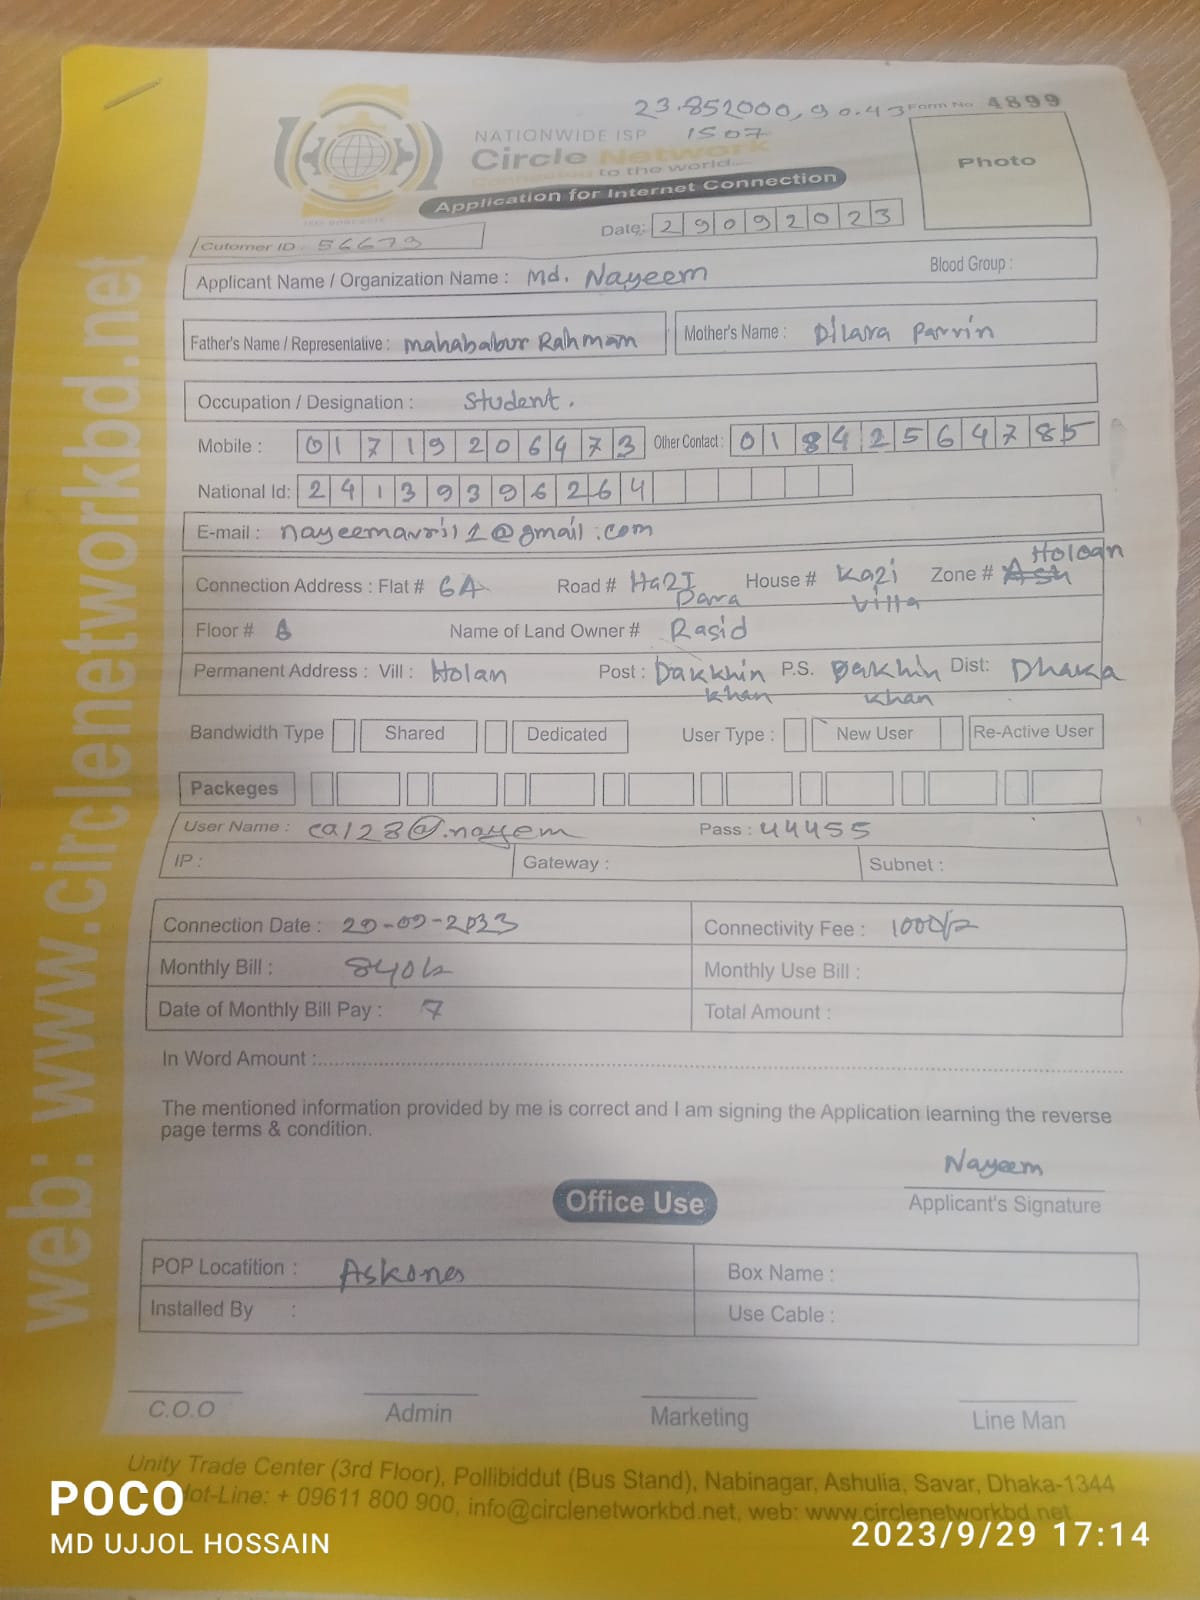 23.852000, 90.43
1507
Form No. 4899
NATIONWIDE ISP
Circle Network
Connected to the world....
Application for Internet Connection
Photo
Date: 29092023
Cutomer ID : 56673
Applicant Name / Organization Name : Md. Nayeem Blood Group :
Father's Name / Representative : Mahababur Rahman Mother's Name : Dilara Parvin
Occupation / Designation : Student.
Mobile : 01719206473 Other Contact : 01842564785
National Id: 24139396264
E-mail : @gmail.com
Connection Address : Flat # 6A Road # House # Kazi Villa Zone # Holan
Floor # Name of Land Owner # Rasid
Permanent Address : Vill : Holan Post : Dakkhin khan P.S. Dakhin khan Dist: Dhaka
Bandwidth Type Shared Dedicated User Type : New User Re-Active User
Packeges
User Name : ca123@.nayem Pass : 44455
IP : Gateway : Subnet :
Connection Date : 29-09-2023 Connectivity Fee : 1000/-
Monthly Bill : 840 Monthly Use Bill :
Date of Monthly Bill Pay : 7 Total Amount :
In Word Amount :
The mentioned information provided by me is correct and I am signing the Application learning the reverse
page terms & condition.
Nayeem
Applicant's Signature
Office Use
POP Locatition : Askona Box Name :
Installed By : Use Cable :
C.O.O Admin Marketing Line Man
Unity Trade Center (3rd Floor), Pollibiddut (Bus Stand), Nabinagar, Ashulia, Savar, Dhaka-1344
Hot-Line: + 09611 800 900, info@circlenetworkbd.net, web: www.circlenetworkbd.net
web: www.circlenetworkbd.net
POCO
MD UJJOL HOSSAIN
2023/9/29 17:14